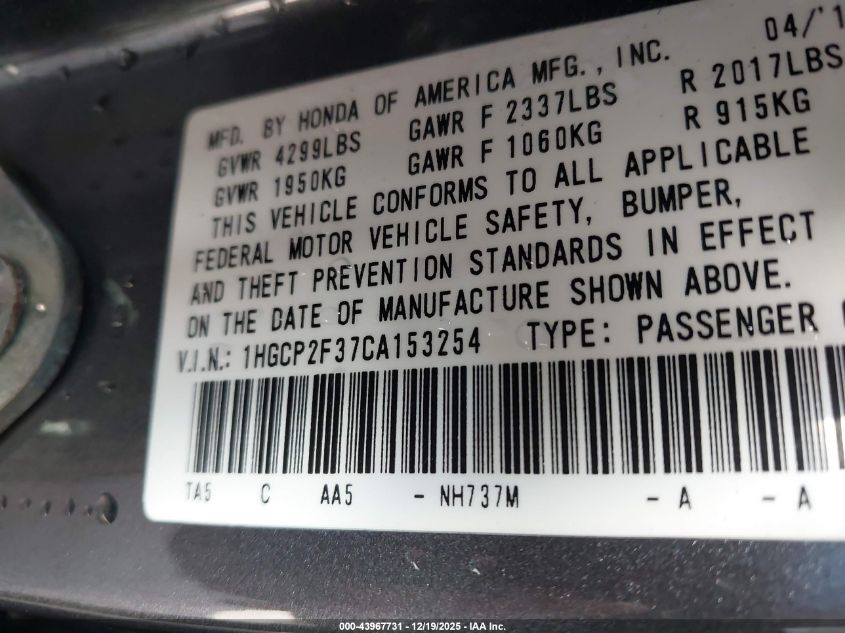 04/'1
MFD. BY HONDA OF AMERICA MFG., INC.
GVWR 4299LBS GAWR F 2337LBS R 2017LBS
GVWR 1950KG GAWR F 1060KG R 915KG
THIS VEHICLE CONFORMS TO ALL APPLICABLE
FEDERAL MOTOR VEHICLE SAFETY, BUMPER,
AND THEFT PREVENTION STANDARDS IN EFFECT
ON THE DATE OF MANUFACTURE SHOWN ABOVE.
V.I.N.: 1HGCP2F37CA153254 TYPE: PASSENGER
TA5 C AA5 - NH737M - A - A
000-43967731 - 12/19/2025 - IAA Inc.